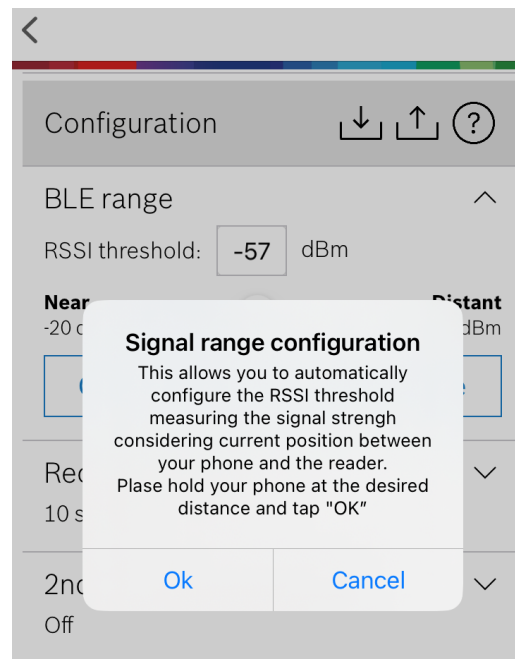 Configuration ?
BLE range
RSSI threshold: -57 dBm
Near
-20
dBm
Signal range configuration
This allows you to automatically
configure the RSSI threshold
measuring the signal strengh
considering current position between
your phone and the reader.
Plase hold your phone at the desired
distance and tap "OK"
10 s
Ok Cancel
2nd
Off